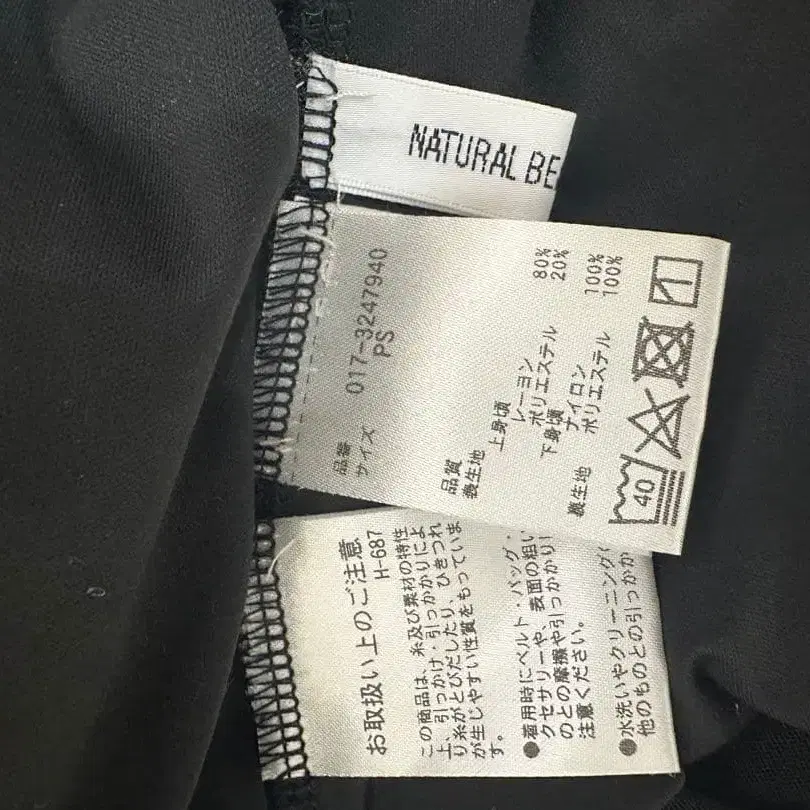 NATURAL BE
品番 017-3247940
サイズ PS
品質
上身頃
義生地 レーヨン 80%
ポリエステル 20%
下身頃
ナイロン 100%
義生地 ポリエステル 100%
40
お取扱い上のご注意
H-687
この商品は、糸及び素材の特性
上、引っかけ・引っかかりによ
り糸がとびだしたり、ひきつれ
が生じやすい性質をもっていま
す。
●着用時にベルト・バッグ・
クセサリーや、表面の粗い
のとの摩擦や引っかかり
注意ください。
●水洗いやクリーニング
他のものとの引っかか